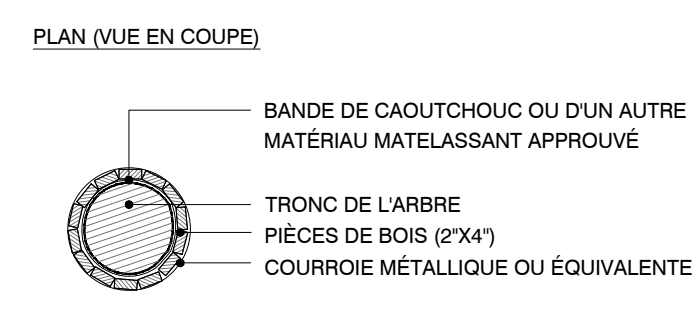 PLAN (VUE EN COUPE)
BANDE DE CAOUTCHOUC OU D'UN AUTRE
MATÉRIAU MATELASSANT APPROUVÉ
TRONC DE L'ARBRE
PIÈCES DE BOIS (2"X4")
COURROIE MÉTALLIQUE OU ÉQUIVALENTE